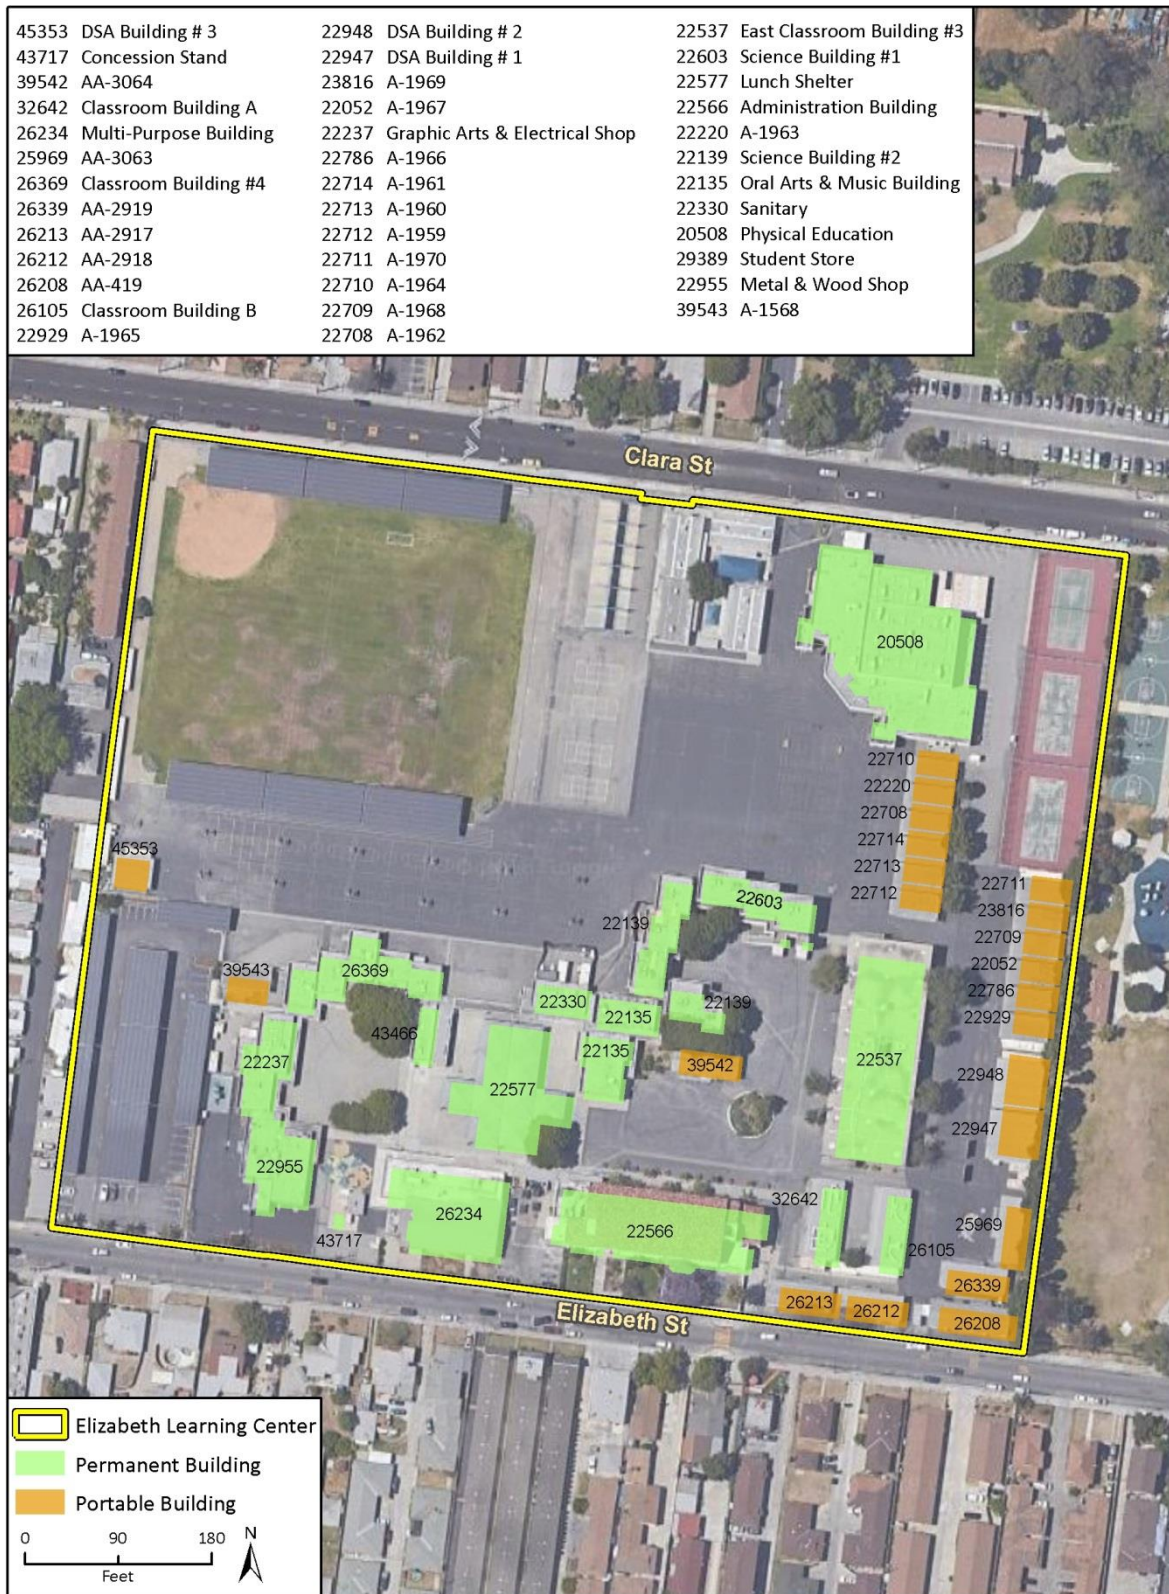 45353 DSA Building # 3
43717 Concession Stand
39542 AA-3064
32642 Classroom Building A
26234 Multi-Purpose Building
25969 AA-3063
26369 Classroom Building #4
26339 AA-2919
26213 AA-2917
26212 AA-2918
26208 AA-419
26105 Classroom Building B
22929 A-1965
22948 DSA Building # 2
22947 DSA Building # 1
23816 A-1969
22052 A-1967
22237 Graphic Arts & Electrical Shop
22786 A-1966
22714 A-1961
22713 A-1960
22712 A-1959
22711 A-1970
22710 A-1964
22709 A-1968
22708 A-1962
22537 East Classroom Building #3
22603 Science Building #1
22577 Lunch Shelter
22566 Administration Building
22220 A-1963
22139 Science Building #2
22135 Oral Arts & Music Building
22330 Sanitary
20508 Physical Education
29389 Student Store
22955 Metal & Wood Shop
39543 A-1568
Clara St
20508
22710
22220
22708
22714
22713
22712
45353
22711
23816
22709
22052
22786
22929
22603
22139
39543
26369
22330
22135
22139
43466
22237
22135
39542
22577
22537
22948
22947
22955
26234
43717
22566
32642
26105
25969
26339
26213
26212
26208
Elizabeth St
Elizabeth Learning Center
Permanent Building
Portable Building
0 90 180
Feet
N